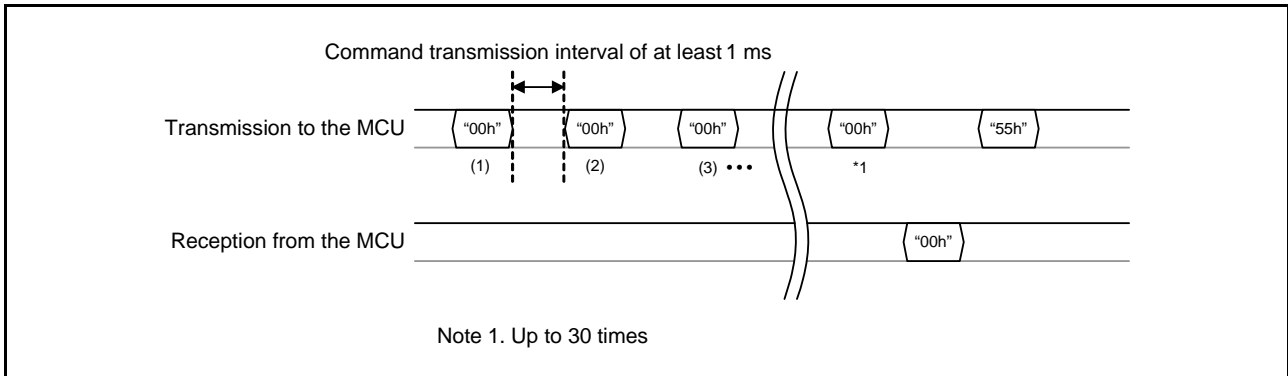 Command transmission interval of at least 1 ms
Transmission to the MCU “00h” “00h” “00h” “00h” “55h”
(1) (2) (3) ••• *1
Reception from the MCU “00h”
Note 1. Up to 30 times